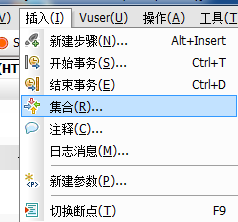 插入(I) Vuser(U) 操作(A) 工具(T
(HT
新建步骤(N)... Alt+Insert
开始事务(S)... Ctrl+T
结束事务(E)... Ctrl+D
集合(R)...
注释(C)...
日志消息(M)...
新建参数(P)...
切换断点(T) F9